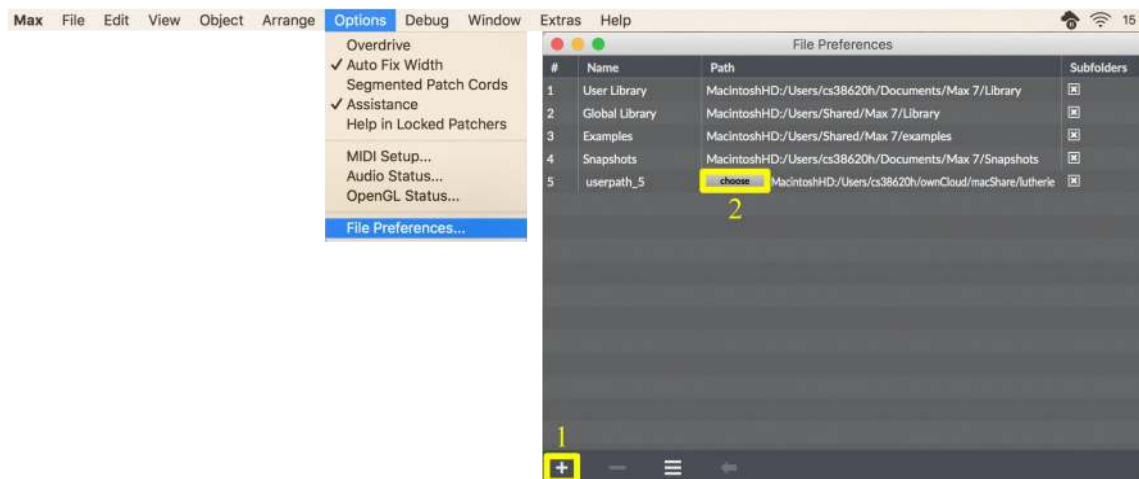 Max File Edit View Object Arrange Options Debug Window Extras Help 15
Overdrive
✓ Auto Fix Width
Segmented Patch Cords
✓ Assistance
Help in Locked Patchers
MIDI Setup...
Audio Status...
OpenGL Status...
File Preferences...
File Preferences
# Name Path Subfolders
1 User Library MacintoshHD:/Users/cs38620h/Documents/Max 7/Library
2 Global Library MacintoshHD:/Users/Shared/Max 7/Library
3 Examples MacintoshHD:/Users/Shared/Max 7/examples
4 Snapshots MacintoshHD:/Users/cs38620h/Documents/Max 7/Snapshots
5 userpath_5 choose MacintoshHD:/Users/cs38620h/ownCloud/macShare/lutherie
2
1